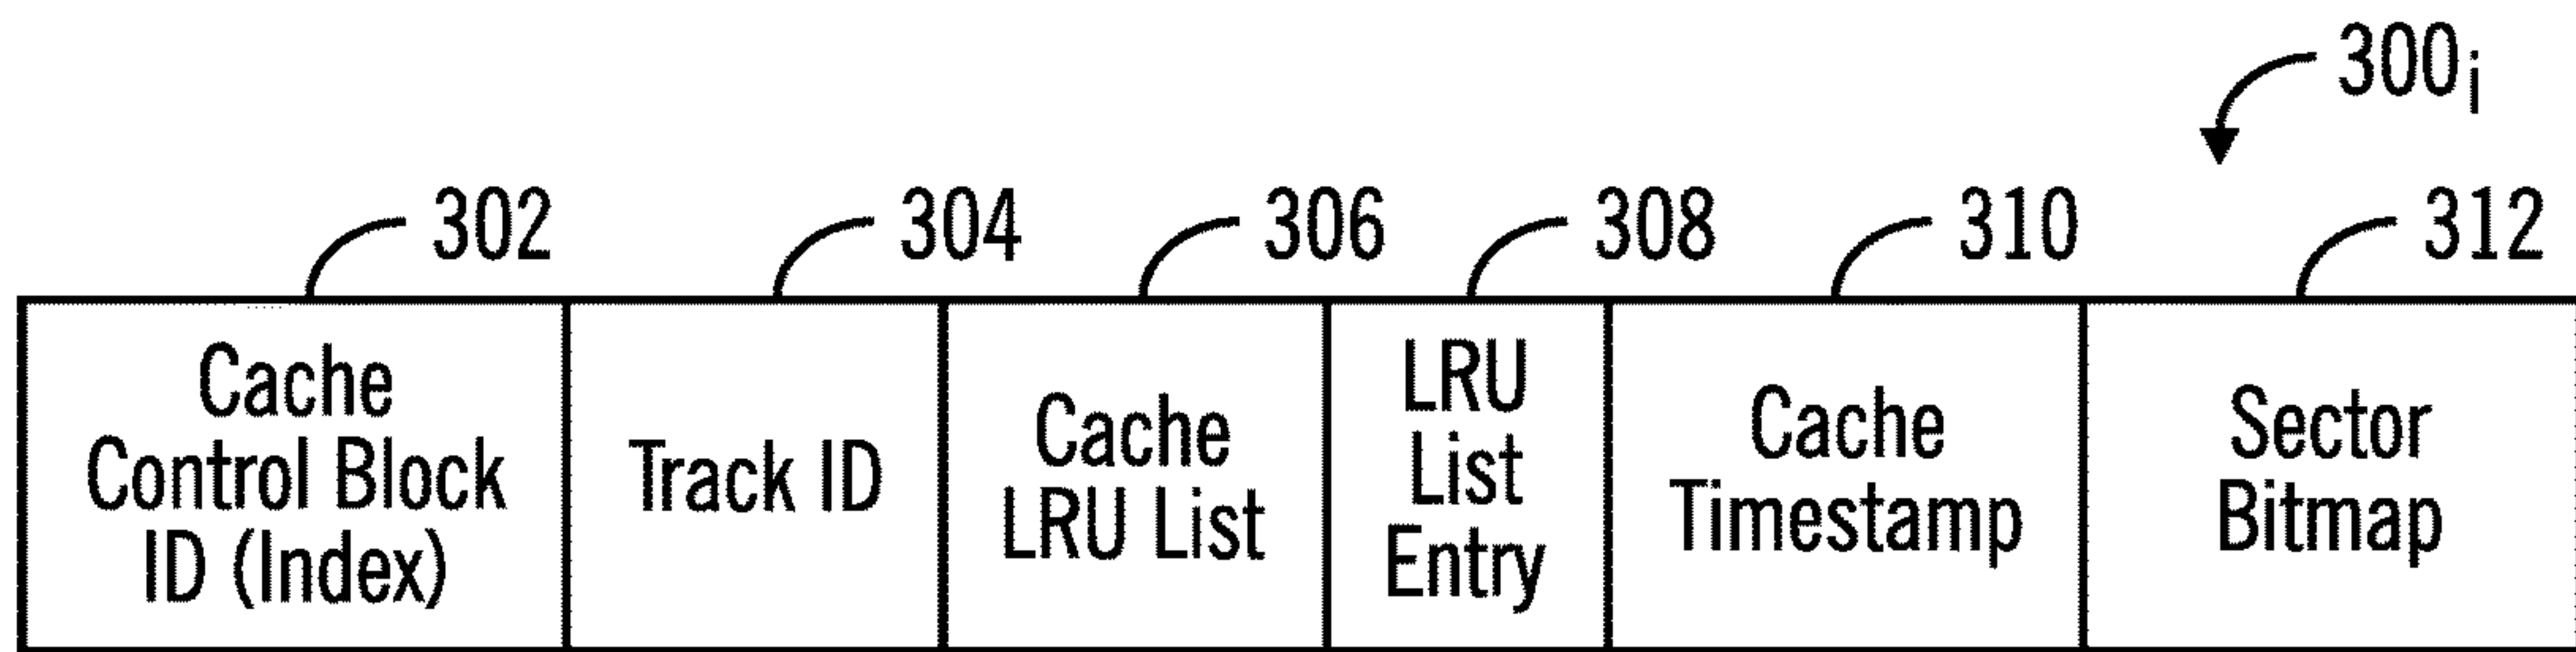 300i
302
304
306
308
310
312
Cache
Control Block
ID (Index)
Track ID
Cache
LRU List
LRU
List
Entry
Cache
Timestamp
Sector
Bitmap